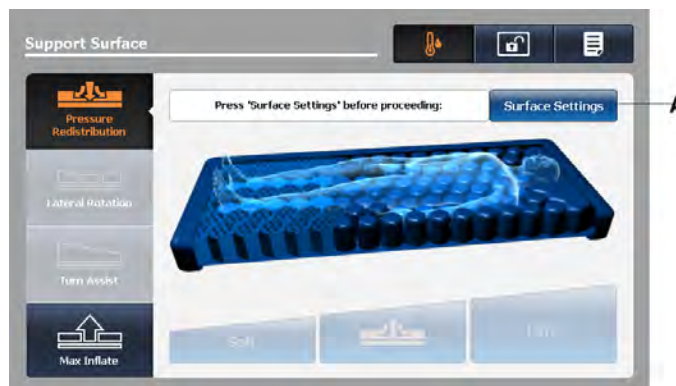 Support Surface
Pressure
Redistribution
Press 'Surface Settings' before proceeding:
Surface Settings
A
Lateral Rotation
Turn Assist
Max Inflate
Soft
Firm